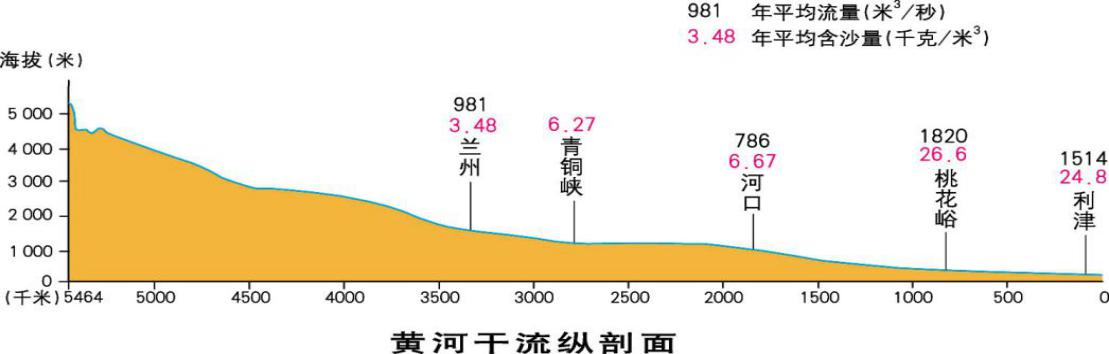 981 年平均流量(米³/秒)
3.48 年平均含沙量(千克/米³)
海拔(米)
5 000
4 000
3 000
2 000
1 000
0
981
3.48
兰州
6.27
青铜峡
786
6.67
河口
1820
26.6
桃花峪
1514
24.8
利津
(千米) 5464 5000 4500 4000 3500 3000 2500 2000 1500 1000 500 0
黄河干流纵剖面